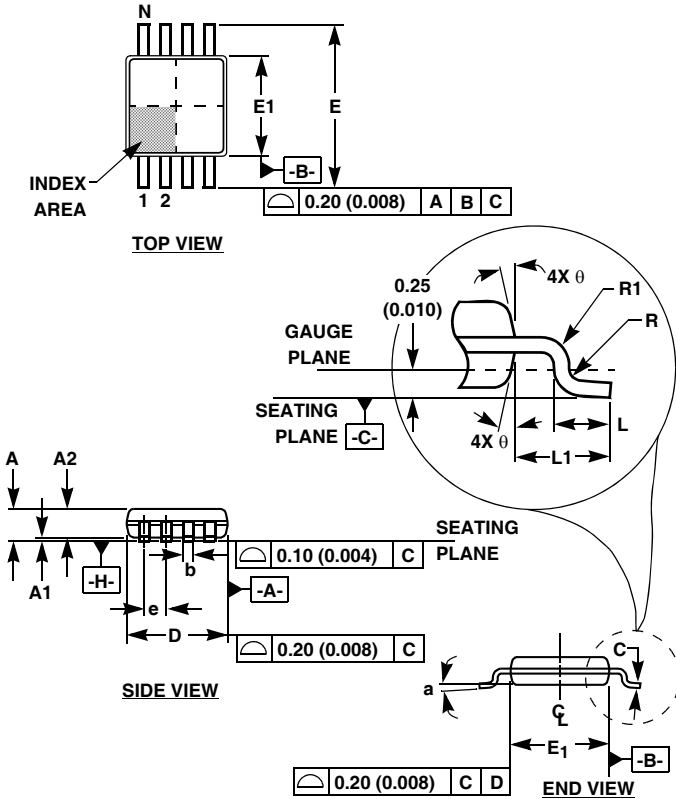 N
E1
E
-B-
INDEX
AREA
1 2
0.20 (0.008) A B C
TOP VIEW
0.25
(0.010)
4X θ
R1
R
GAUGE
PLANE
SEATING
PLANE -C-
4X θ
L
L1
A A2
SEATING
PLANE
A1
-H-
b
0.10 (0.004) C
-A-
e
D
0.20 (0.008) C
SIDE VIEW
C
a
CL
E1
-B-
0.20 (0.008) C D
END VIEW